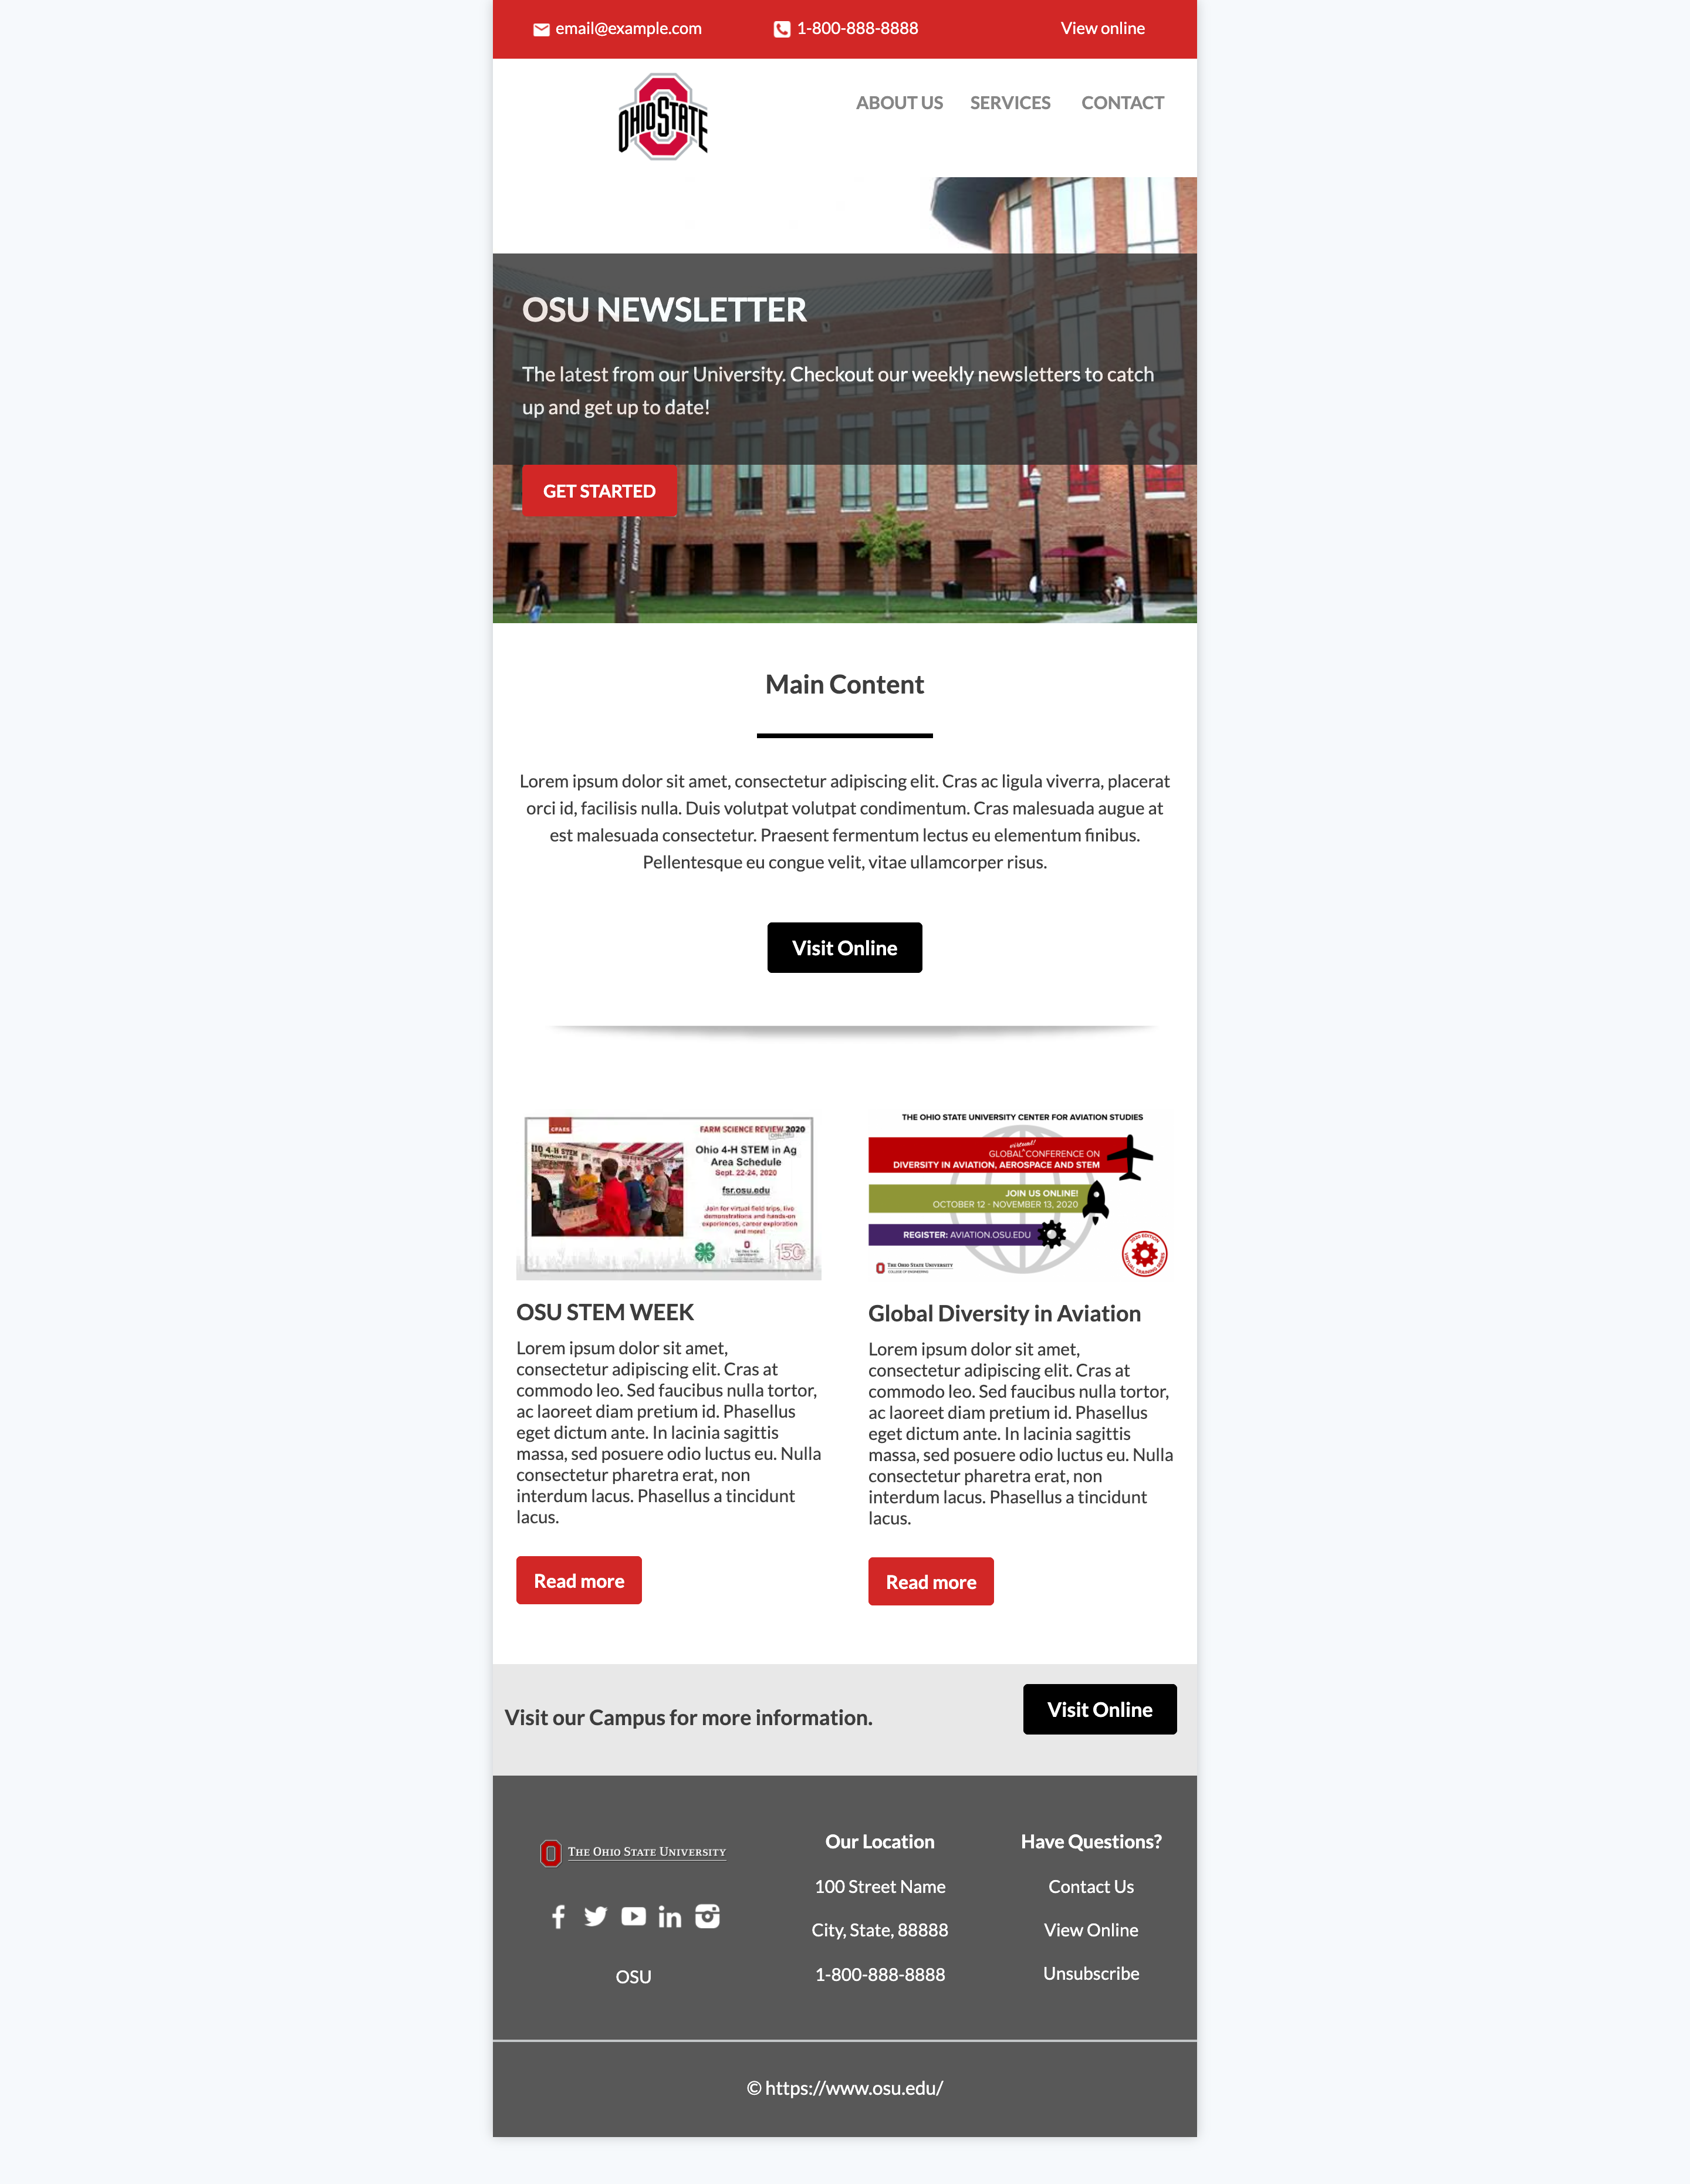 email@example.com
1-800-888-8888
View online
OHIO STATE
ABOUT US
SERVICES
CONTACT
OSU NEWSLETTER
The latest from our University. Checkout our weekly newsletters to catch
up and get up to date!
GET STARTED
Emergency
Main Content
Lorem ipsum dolor sit amet, consectetur adipiscing elit. Cras ac ligula viverra, placerat
orci id, facilisis nulla. Duis volutpat volutpat condimentum. Cras malesuada augue at
est malesuada consectetur. Praesent fermentum lectus eu elementum finibus.
Pellentesque eu congue velit, vitae ullamcorper risus.
Visit Online
CFAES
FARM SCIENCE REVIEW 2020
Ohio 4-H STEM in Ag
Area Schedule
Sept. 22-24, 2020
fsr.osu.edu
Join for virtual field trips, live
demonstrations and hands-on
experiences, career exploration
and more!
150
OSU STEM WEEK
Lorem ipsum dolor sit amet,
consectetur adipiscing elit. Cras at
commodo leo. Sed faucibus nulla tortor,
ac laoreet diam pretium id. Phasellus
eget dictum ante. In lacinia sagittis
massa, sed posuere odio luctus eu. Nulla
consectetur pharetra erat, non
interdum lacus. Phasellus a tincidunt
lacus.
Read more
THE OHIO STATE UNIVERSITY CENTER FOR AVIATION STUDIES
virtual!
GLOBAL^CONFERENCE ON
DIVERSITY IN AVIATION, AEROSPACE AND STEM
JOIN US ONLINE!
OCTOBER 12 - NOVEMBER 13, 2020
REGISTER: AVIATION.OSU.EDU
THE OHIO STATE UNIVERSITY
COLLEGE OF ENGINEERING
2020 EDITION
VIRTUAL TRAINING SERIES
Global Diversity in Aviation
Lorem ipsum dolor sit amet,
consectetur adipiscing elit. Cras at
commodo leo. Sed faucibus nulla tortor,
ac laoreet diam pretium id. Phasellus
eget dictum ante. In lacinia sagittis
massa, sed posuere odio luctus eu. Nulla
consectetur pharetra erat, non
interdum lacus. Phasellus a tincidunt
lacus.
Read more
Visit our Campus for more information.
Visit Online
THE OHIO STATE UNIVERSITY
OSU
Our Location
100 Street Name
City, State, 88888
1-800-888-8888
Have Questions?
Contact Us
View Online
Unsubscribe
© https://www.osu.edu/